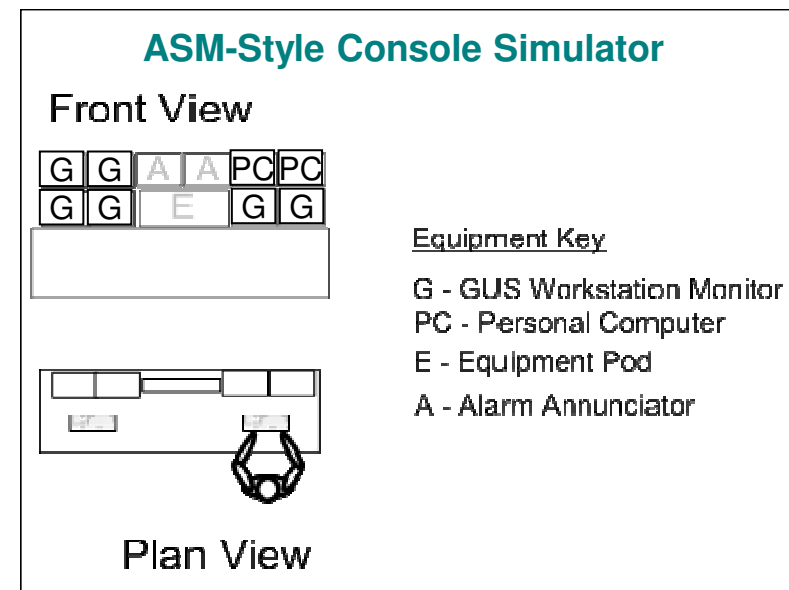 ASM-Style Console Simulator
Front View
G G A A PC PC
G G E G G
Equipment Key
G - GUS Workstation Monitor
PC - Personal Computer
E - Equipment Pod
A - Alarm Annunciator
Plan View